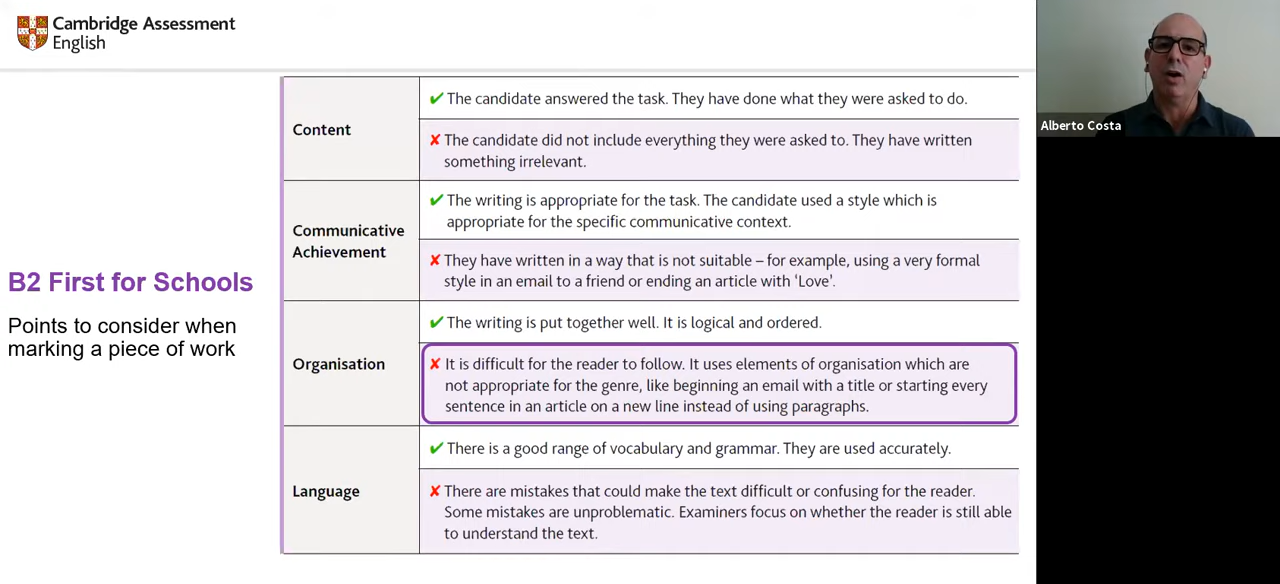 Cambridge Assessment
English
Alberto Costa
B2 First for Schools
Points to consider when
marking a piece of work
Content
✔ The candidate answered the task. They have done what they were asked to do.
✘ The candidate did not include everything they were asked to. They have written
something irrelevant.
Communicative
Achievement
✔ The writing is appropriate for the task. The candidate used a style which is
appropriate for the specific communicative context.
✘ They have written in a way that is not suitable – for example, using a very formal
style in an email to a friend or ending an article with ‘Love’.
Organisation
✔ The writing is put together well. It is logical and ordered.
✘ It is difficult for the reader to follow. It uses elements of organisation which are
not appropriate for the genre, like beginning an email with a title or starting every
sentence in an article on a new line instead of using paragraphs.
Language
✔ There is a good range of vocabulary and grammar. They are used accurately.
✘ There are mistakes that could make the text difficult or confusing for the reader.
Some mistakes are unproblematic. Examiners focus on whether the reader is still able
to understand the text.